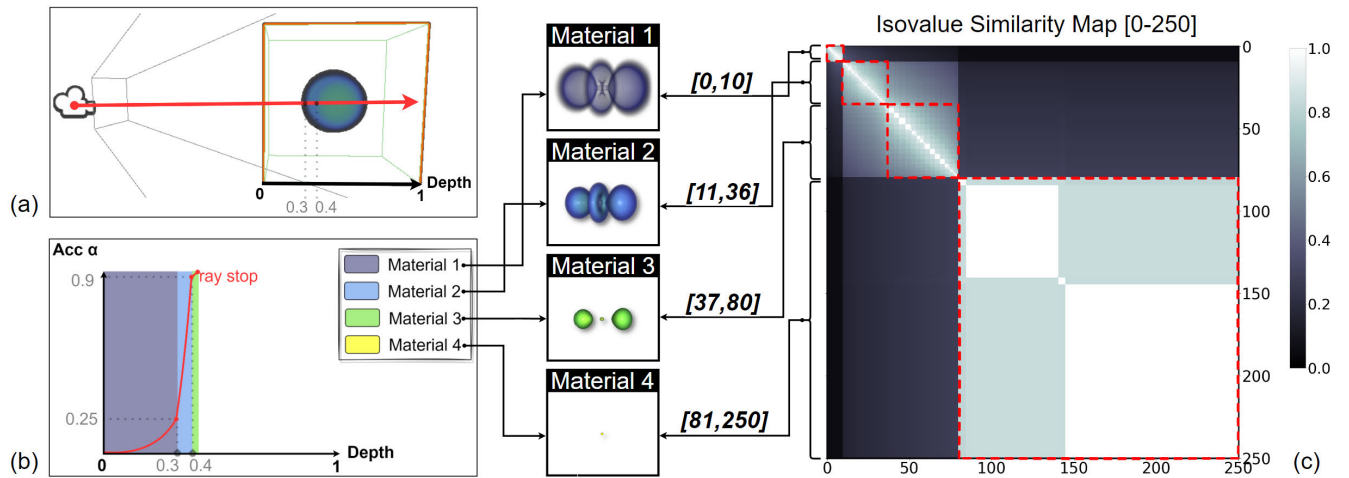 (a)
0
Depth
1
0.3
0.4
(b)
Acc α
0.9
ray stop
0.25
0
0.3
0.4
1
Depth
Material 1
Material 2
Material 3
Material 4
Material 1
Material 2
Material 3
Material 4
[0,10]
[11,36]
[37,80]
[81,250]
Isovalue Similarity Map [0-250]
0
50
100
150
200
250
0
50
100
150
200
250
1.0
0.8
0.6
0.4
0.2
0.0
(c)